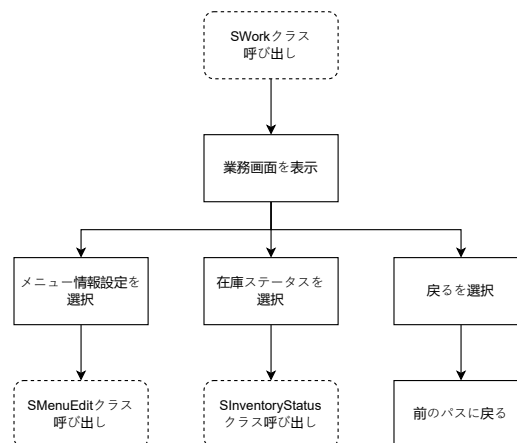 SWorkクラス
呼び出し
業務画面を表示
メニュー情報設定を
選択
在庫ステータスを
選択
戻るを選択
SMenuEditクラス
呼び出し
SInventoryStatus
クラス呼び出し
前のパスに戻る